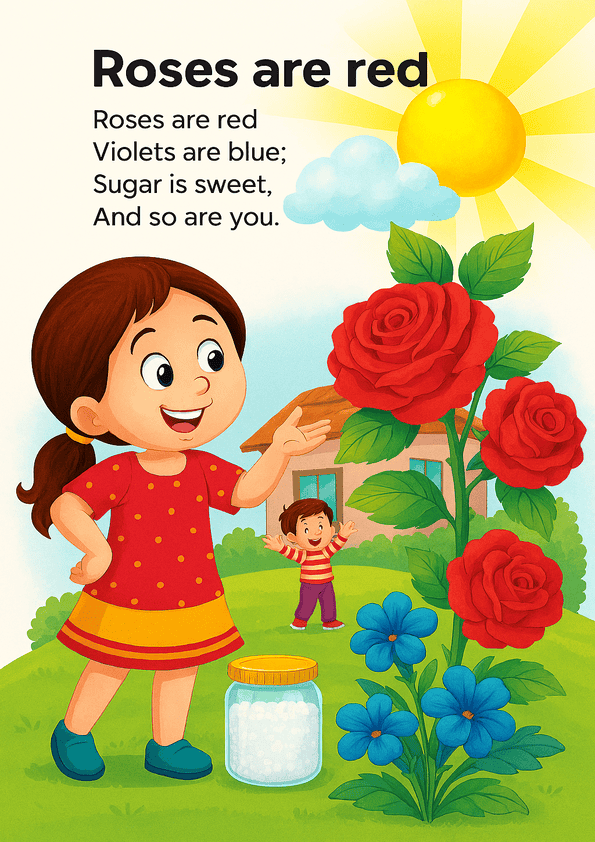 Roses are red
Roses are red
Violets are blue;
Sugar is sweet,
And so are you.